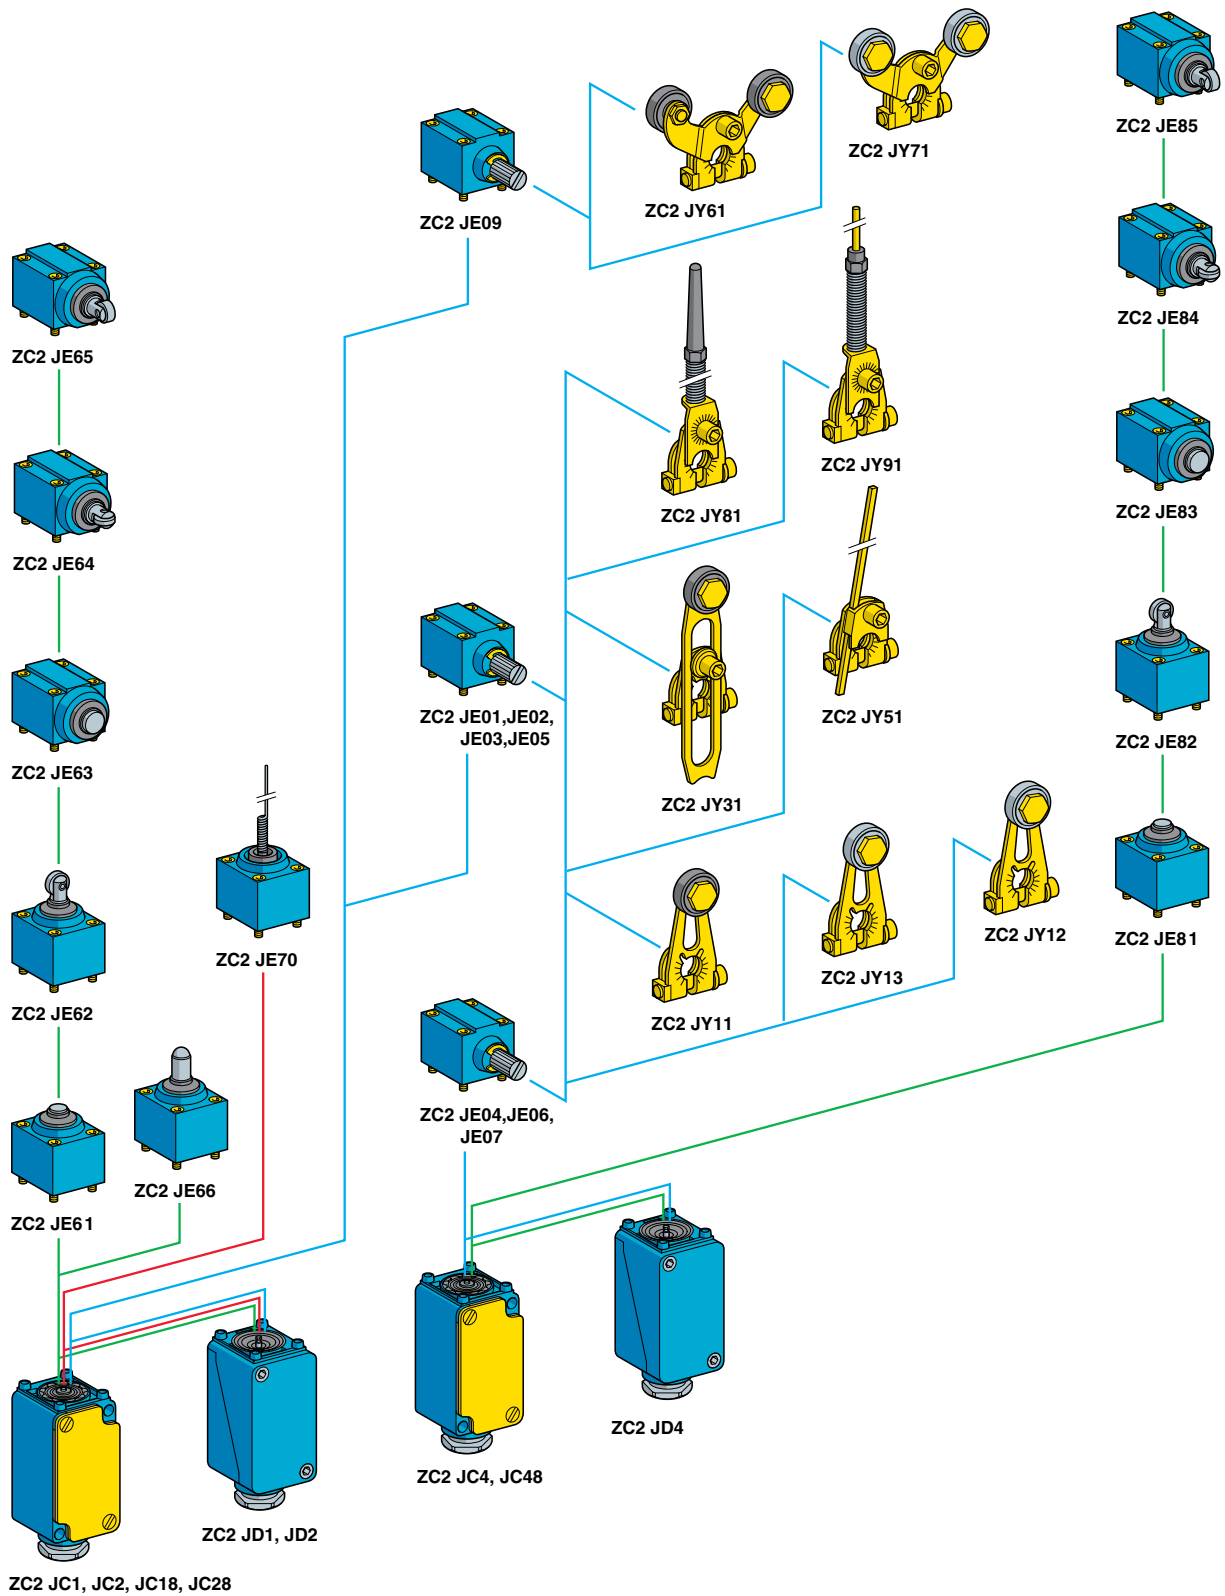 ZC2 JE85
ZC2 JY71
ZC2 JY61
ZC2 JE09
ZC2 JE84
ZC2 JE65
ZC2 JY91
ZC2 JE83
ZC2 JY81
ZC2 JE64
ZC2 JE01,JE02,
JE03,JE05
ZC2 JY51
ZC2 JE82
ZC2 JE63
ZC2 JY31
ZC2 JY12
ZC2 JE81
ZC2 JE70
ZC2 JY13
ZC2 JE62
ZC2 JY11
ZC2 JE04,JE06,
JE07
ZC2 JE66
ZC2 JE61
ZC2 JD4
ZC2 JC4, JC48
ZC2 JD1, JD2
ZC2 JC1, JC2, JC18, JC28